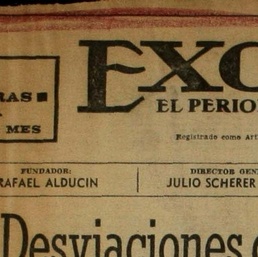 EXC
RAS
EL PERIO
MES
Registrado como Art
FUNDADOR:
RAFAEL ALDUCIN
DIRECTOR GEN
JULIO SCHERER
Desviaciones